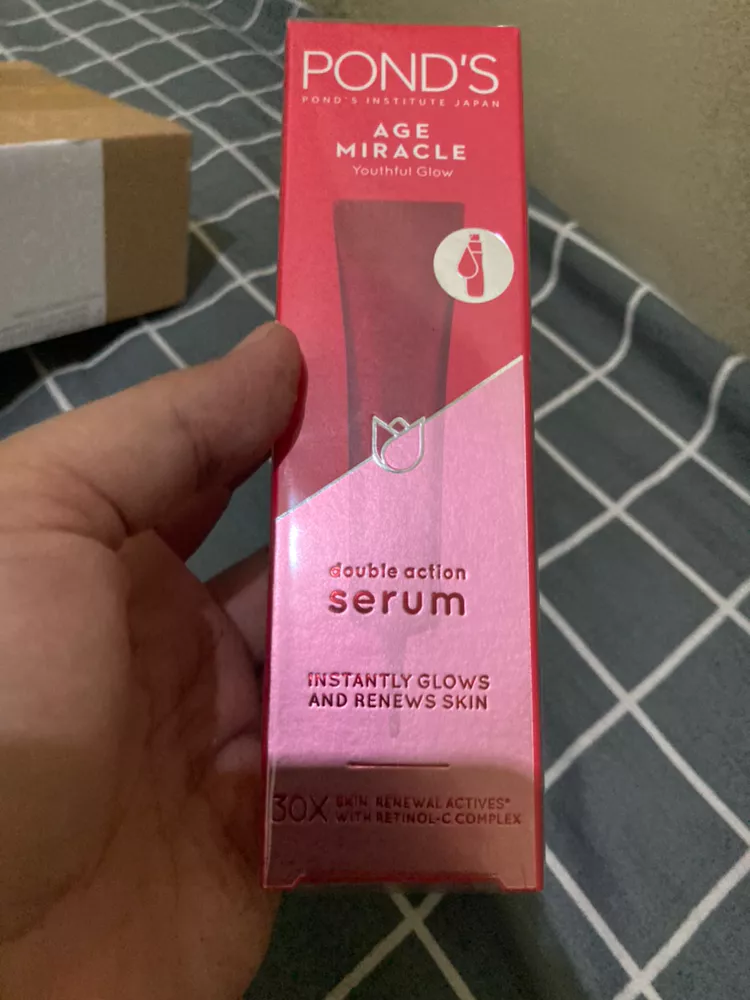 POND'S
POND'S INSTITUTE JAPAN
AGE
MIRACLE
Youthful Glow
double action
serum
INSTANTLY GLOWS
AND RENEWS SKIN
30X SKIN RENEWAL ACTIVES*
WITH RETINOL-C COMPLEX